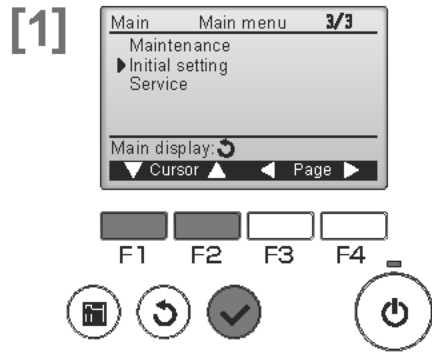 [1]
Main Main menu 3/3
Maintenance
Initial setting
Service
Main display:
Cursor Page
F1 F2 F3 F4